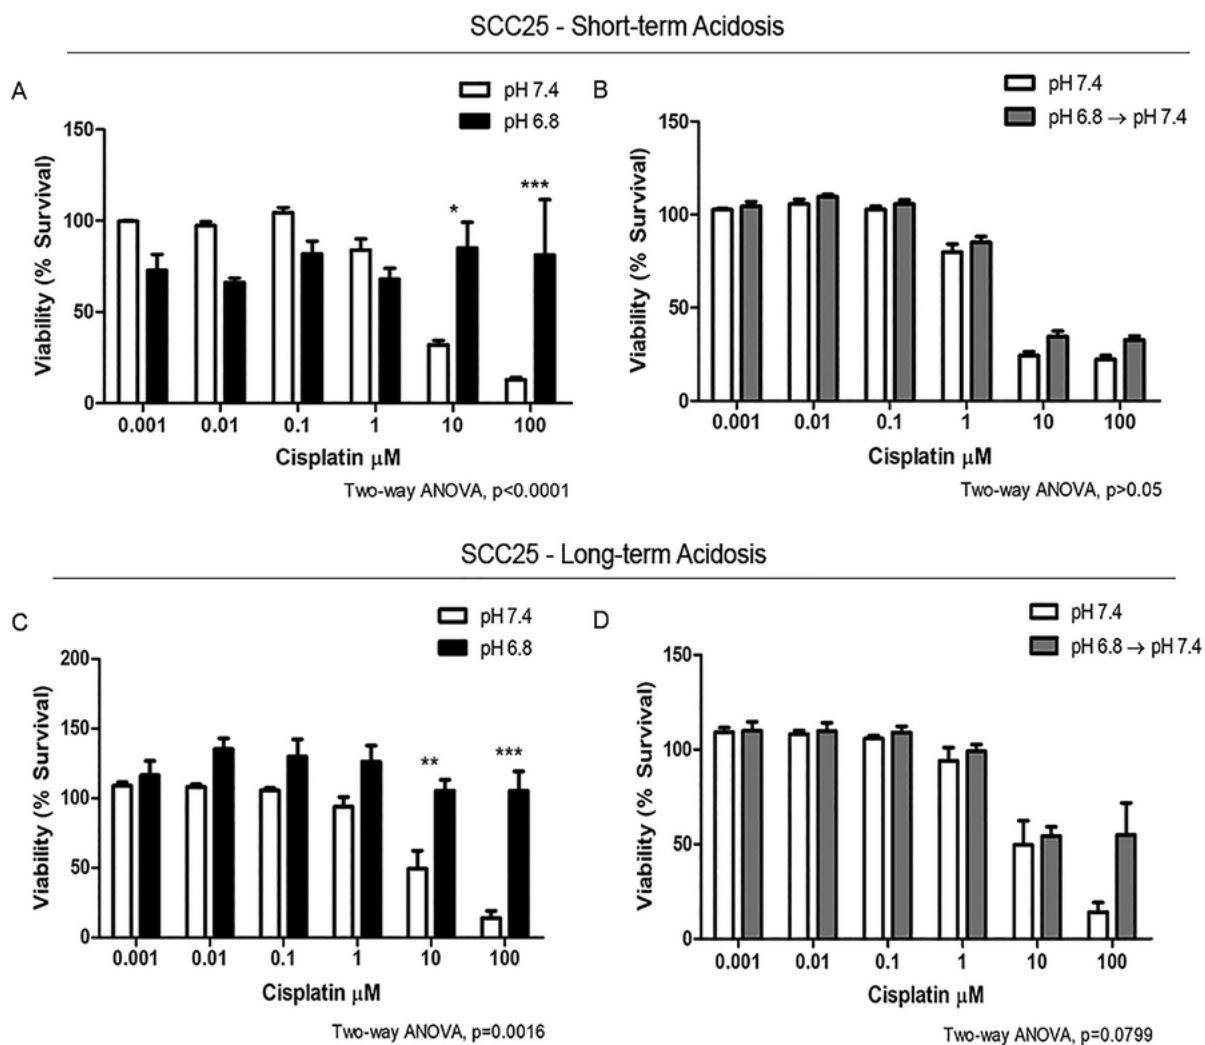 SCC25 - Short-term Acidosis
A
pH 7.4
pH 6.8
Viability (% Survival)
150
100
50
0
*
***
0.001 0.01 0.1 1 10 100
Cisplatin μM
Two-way ANOVA, p<0.0001
B
pH 7.4
pH 6.8 → pH 7.4
Viability (% Survival)
150
100
50
0
0.001 0.01 0.1 1 10 100
Cisplatin μM
Two-way ANOVA, p>0.05
SCC25 - Long-term Acidosis
C
pH 7.4
pH 6.8
Viability (% Survival)
200
150
100
50
0
**
***
0.001 0.01 0.1 1 10 100
Cisplatin μM
Two-way ANOVA, p=0.0016
D
pH 7.4
pH 6.8 → pH 7.4
Viability (% Survival)
150
100
50
0
0.001 0.01 0.1 1 10 100
Cisplatin μM
Two-way ANOVA, p=0.0799